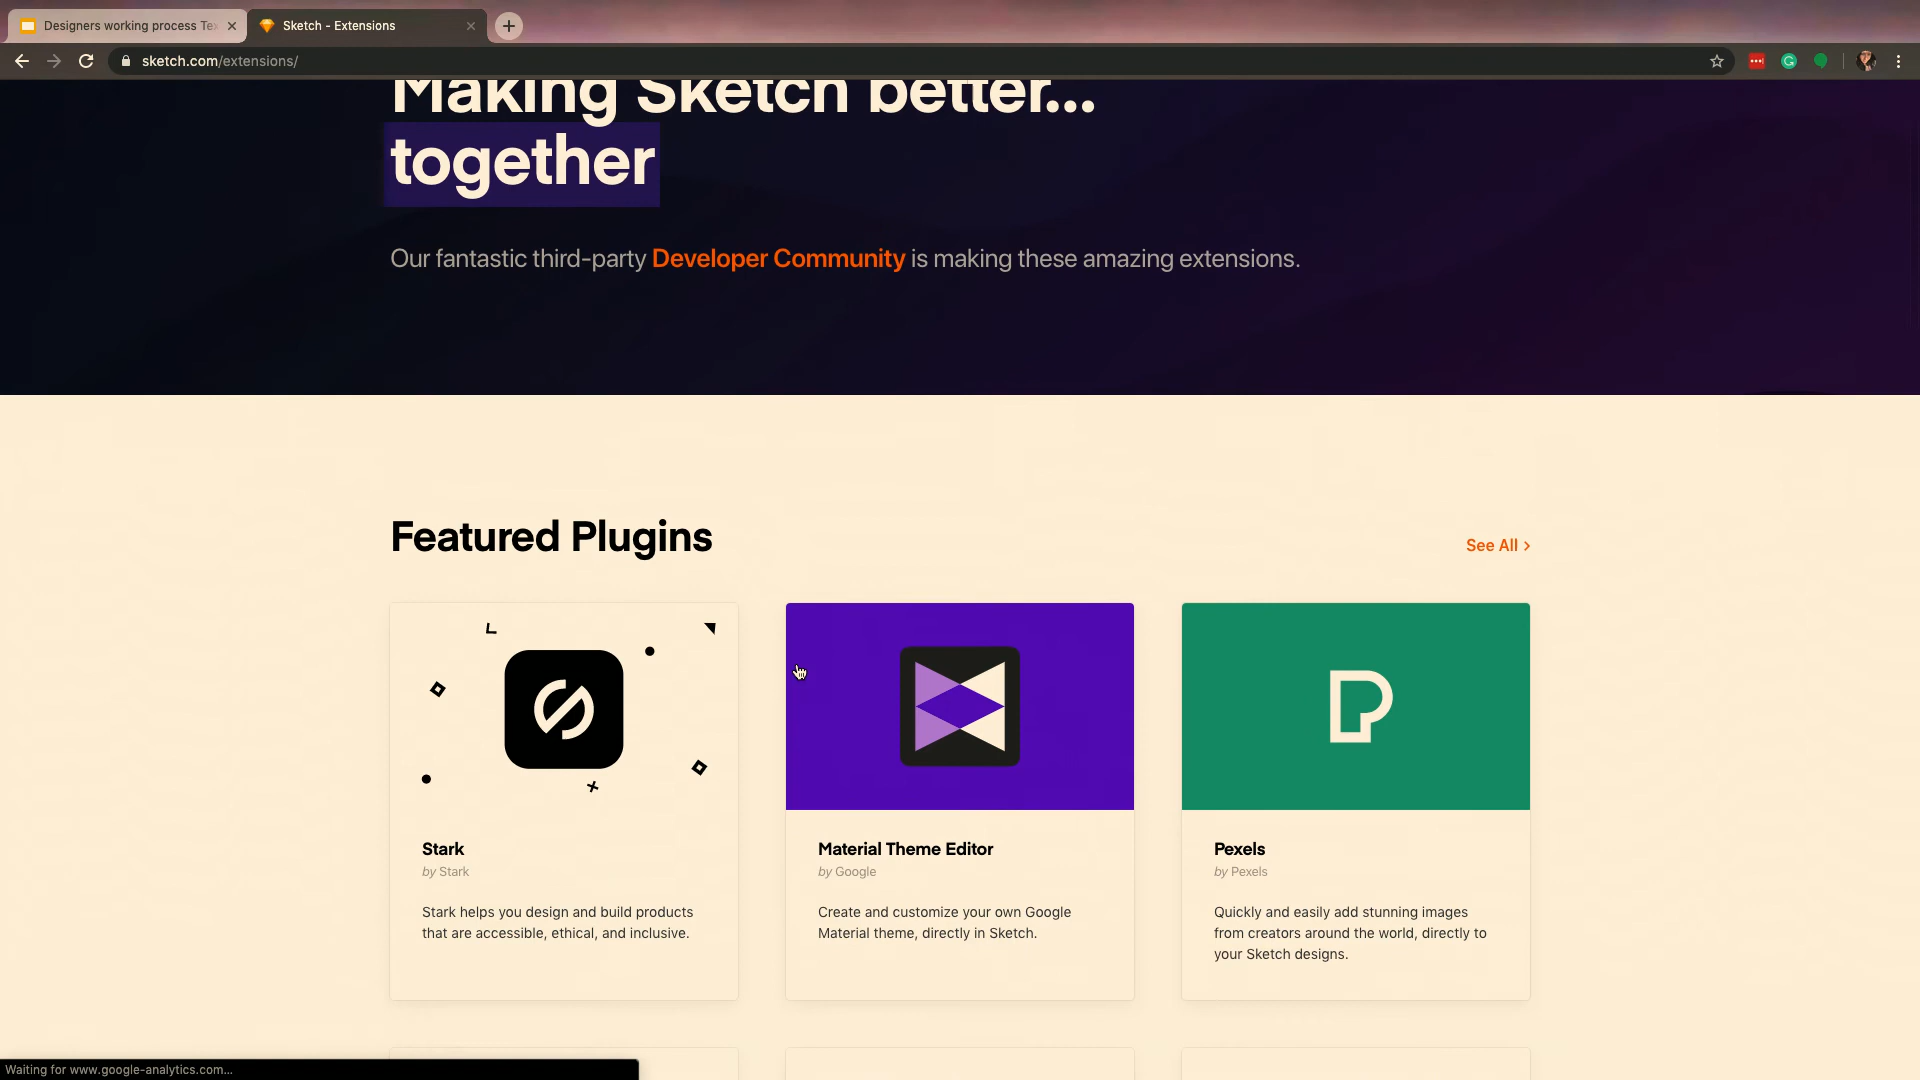 Designers working process Te
Sketch - Extensions
sketch.com/extensions/
Making Sketch better...
together
Our fantastic third-party Developer Community is making these amazing extensions.
Featured Plugins
See All >
Stark
by Stark
Stark helps you design and build products
that are accessible, ethical, and inclusive.
Material Theme Editor
by Google
Create and customize your own Google
Material theme, directly in Sketch.
Pexels
by Pexels
Quickly and easily add stunning images
from creators around the world, directly to
your Sketch designs.
Waiting for www.google-analytics.com...